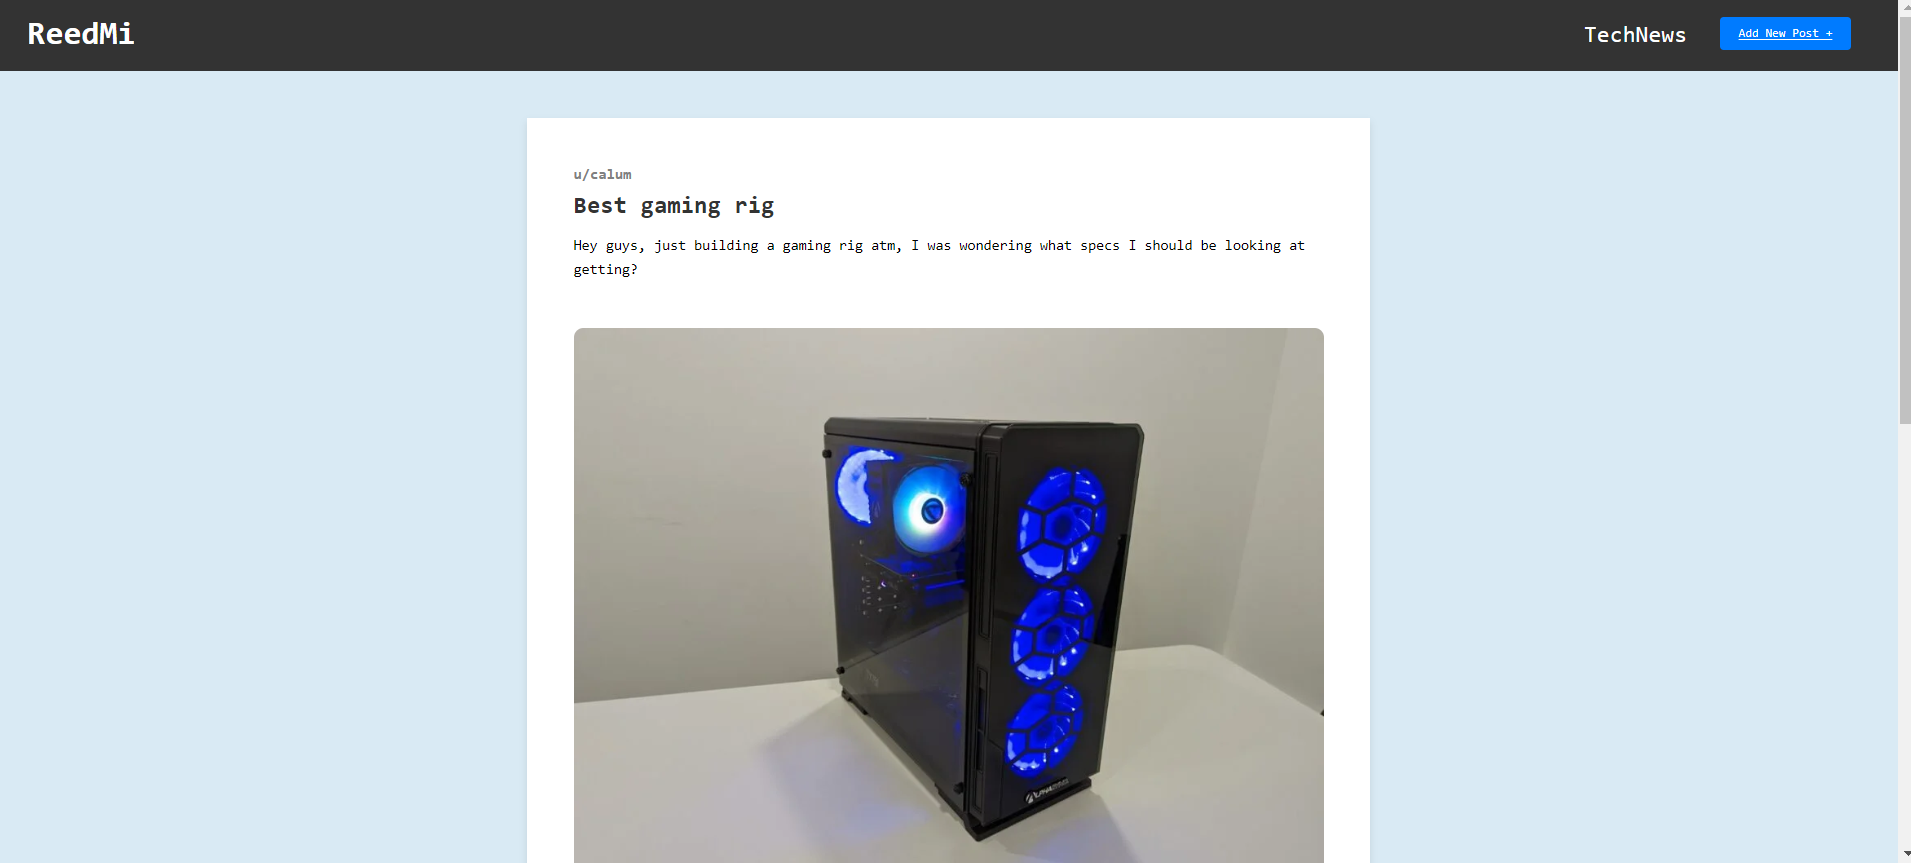 ReedMi
TechNews
Add New Post +
u/calum
Best gaming rig
Hey guys, just building a gaming rig atm, I was wondering what specs I should be looking at
getting?